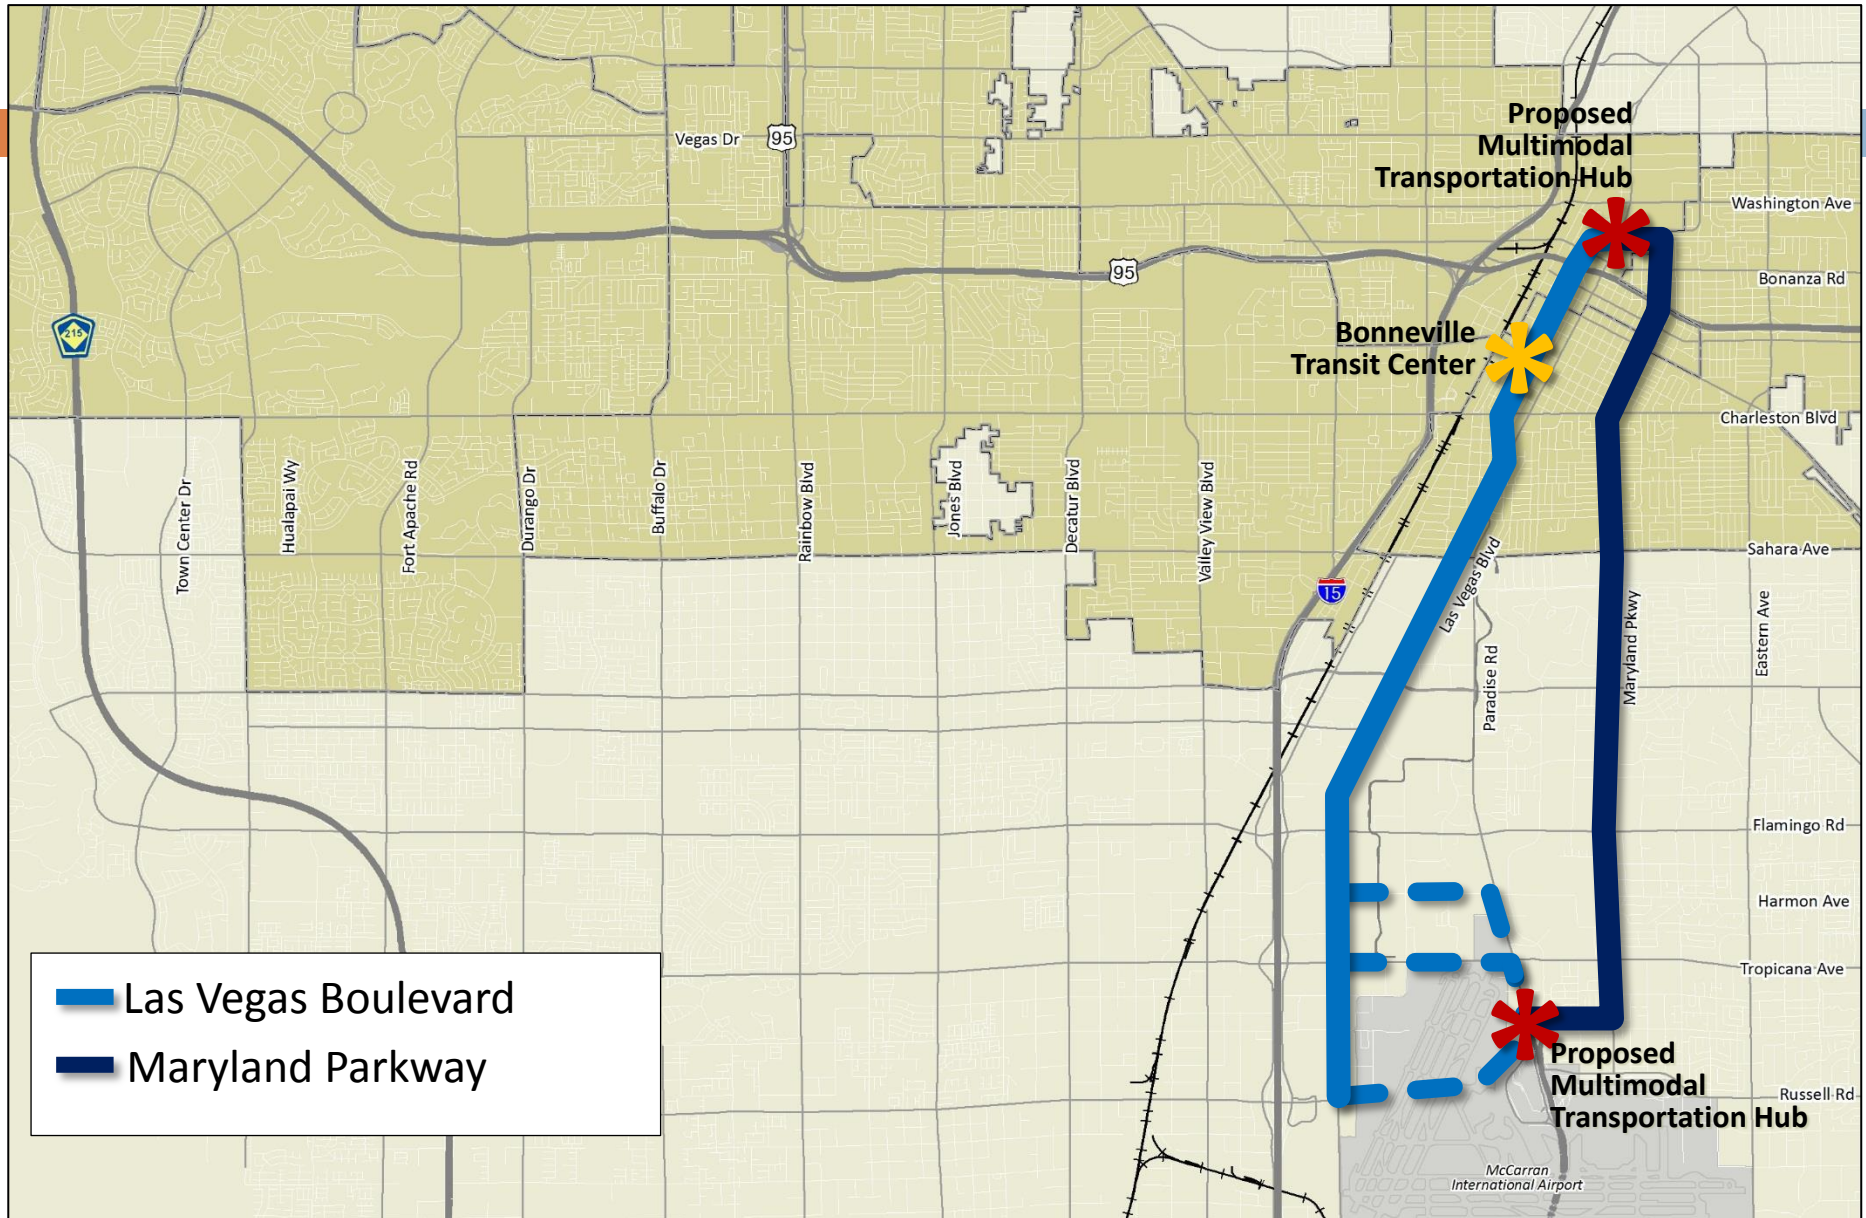 Proposed
Multimodal
Transportation Hub
Vegas Dr
95
Washington Ave
95
Bonanza Rd
215
Bonneville
Transit Center
Charleston Blvd
Town Center Dr
Hualapai Wy
Fort Apache Rd
Durango Dr
Buffalo Dr
Rainbow Blvd
Jones Blvd
Decatur Blvd
Valley View Blvd
Sahara Ave
15
Las Vegas Blvd
Paradise Rd
Maryland Pkwy
Eastern Ave
Flamingo Rd
Harmon Ave
Tropicana Ave
Las Vegas Boulevard
Maryland Parkway
Proposed
Multimodal
Transportation Hub
Russell Rd
McCarran
International Airport